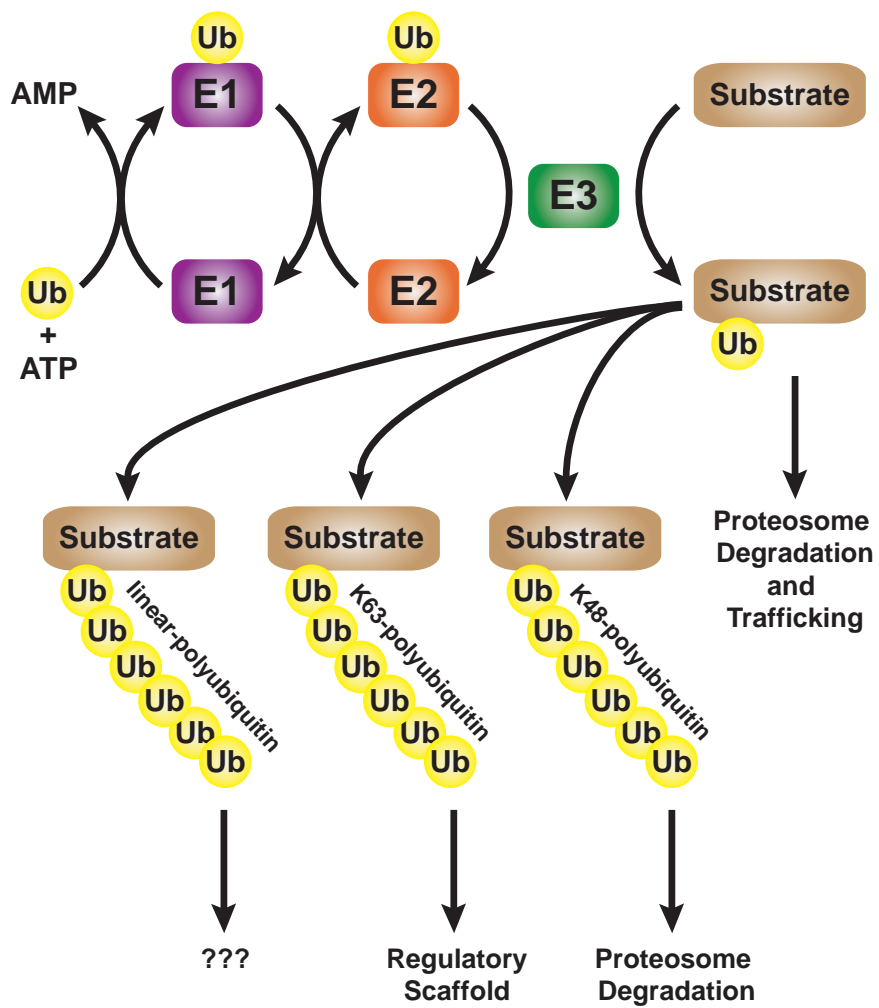 Ub
Ub
AMP
E1
E2
Substrate
E3
Ub
+
ATP
E1
E2
Substrate
Ub
Substrate
Ub
Ub
Ub
Ub
Ub
Ub
linear-polyubiquitin
Substrate
Ub
Ub
Ub
Ub
Ub
Ub
K63-polyubiquitin
Substrate
Ub
Ub
Ub
Ub
Ub
Ub
K48-polyubiquitin
Proteosome
Degradation
and
Trafficking
???
Regulatory
Scaffold
Proteosome
Degradation